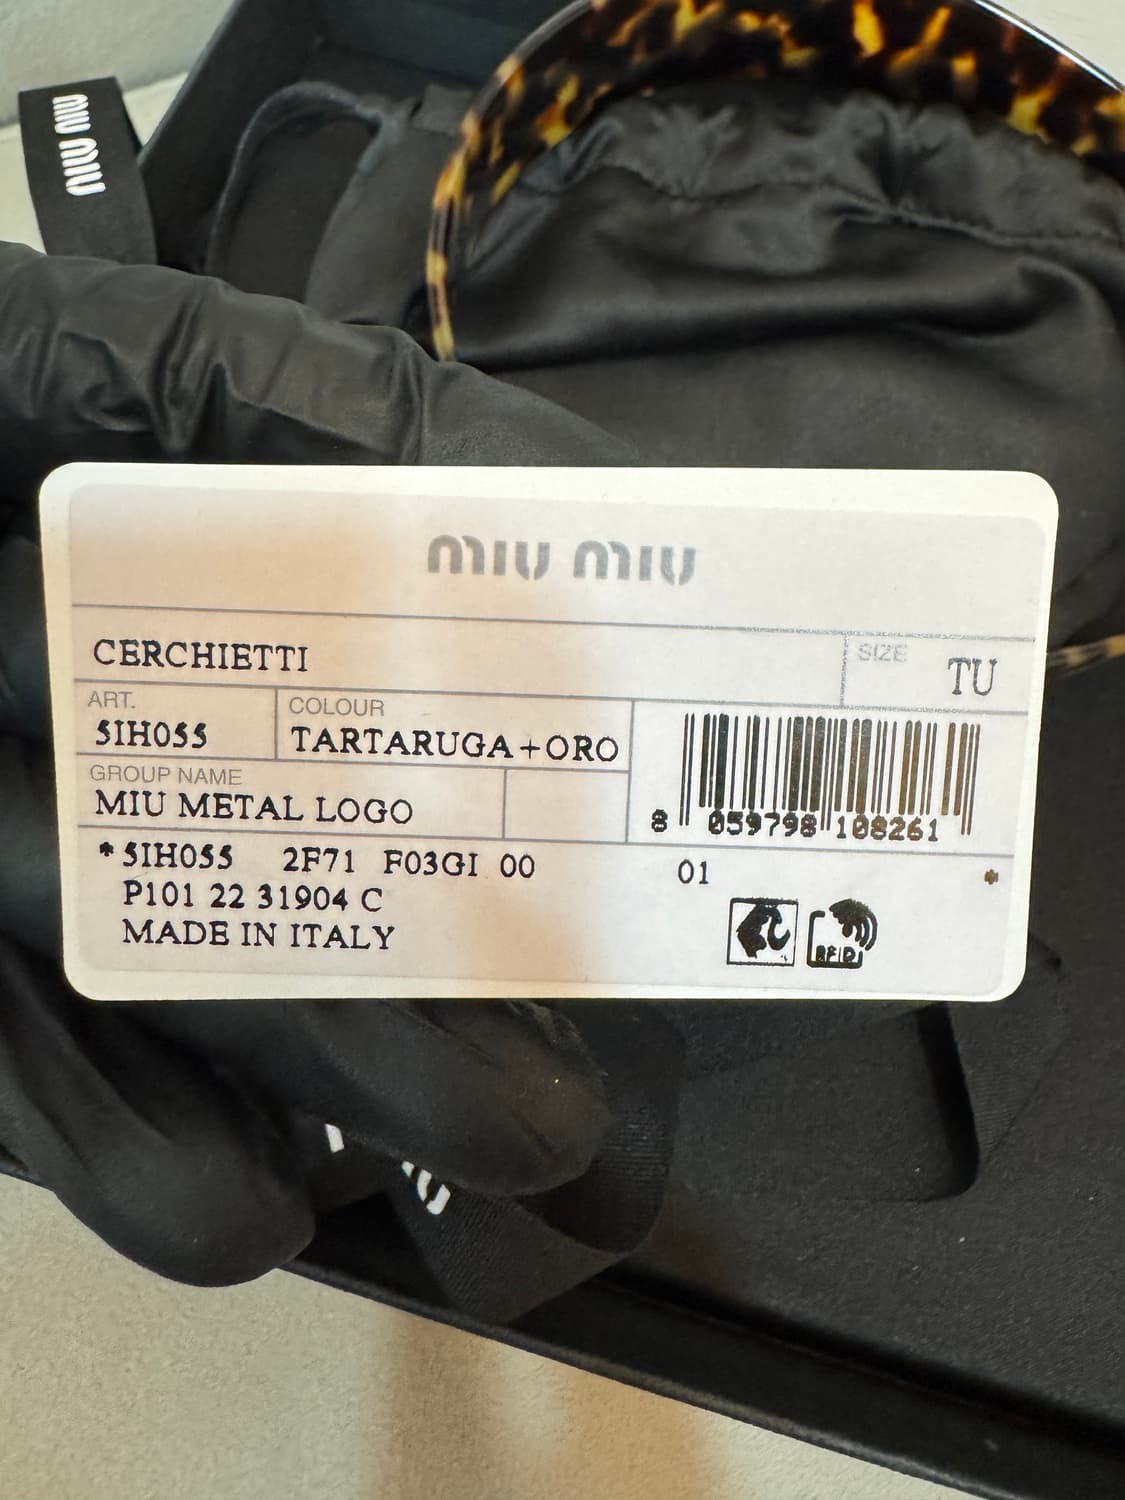 MIU MIU
MIU MIU
CERCHIETTI
SIZE TU
ART.
5IH055
COLOUR
TARTARUGA+ORO
GROUP NAME
MIU METAL LOGO
8 059798 108261
*5IH055 2F71 F03GI 00 01 *
P101 22 31904 C
MADE IN ITALY
RFID